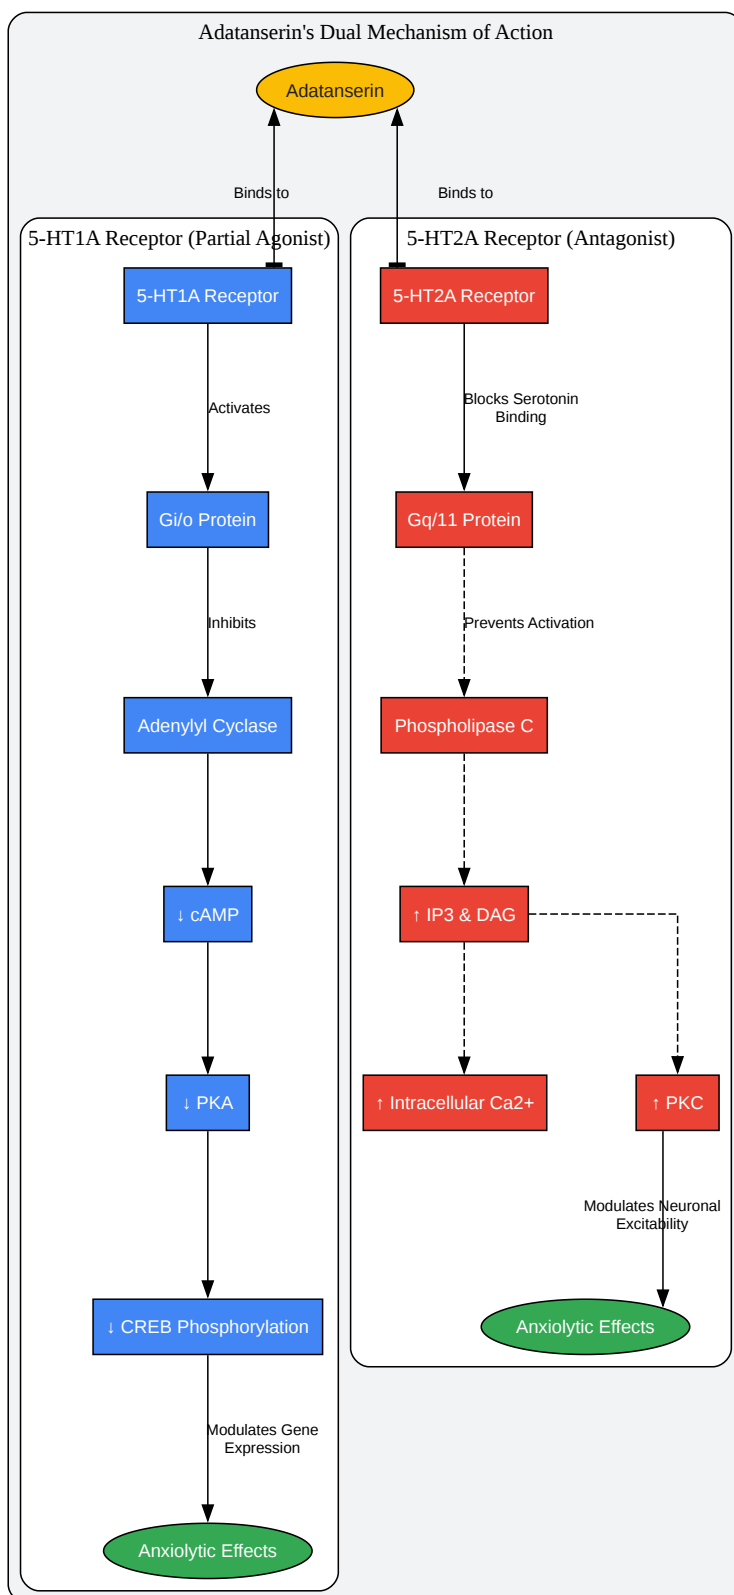 Adatanserin's Dual Mechanism of Action
Adatanserin
Binds to
Binds to
5-HT1A Receptor (Partial Agonist)
5-HT1A Receptor
Activates
Gi/o Protein
Inhibits
Adenylyl Cyclase
↓ cAMP
↓ PKA
↓ CREB Phosphorylation
Modulates Gene
Expression
Anxiolytic Effects
5-HT2A Receptor (Antagonist)
5-HT2A Receptor
Blocks Serotonin
Binding
Gq/11 Protein
Prevents Activation
Phospholipase C
↑ IP3 & DAG
↑ Intracellular Ca2+
↑ PKC
Modulates Neuronal
Excitability
Anxiolytic Effects